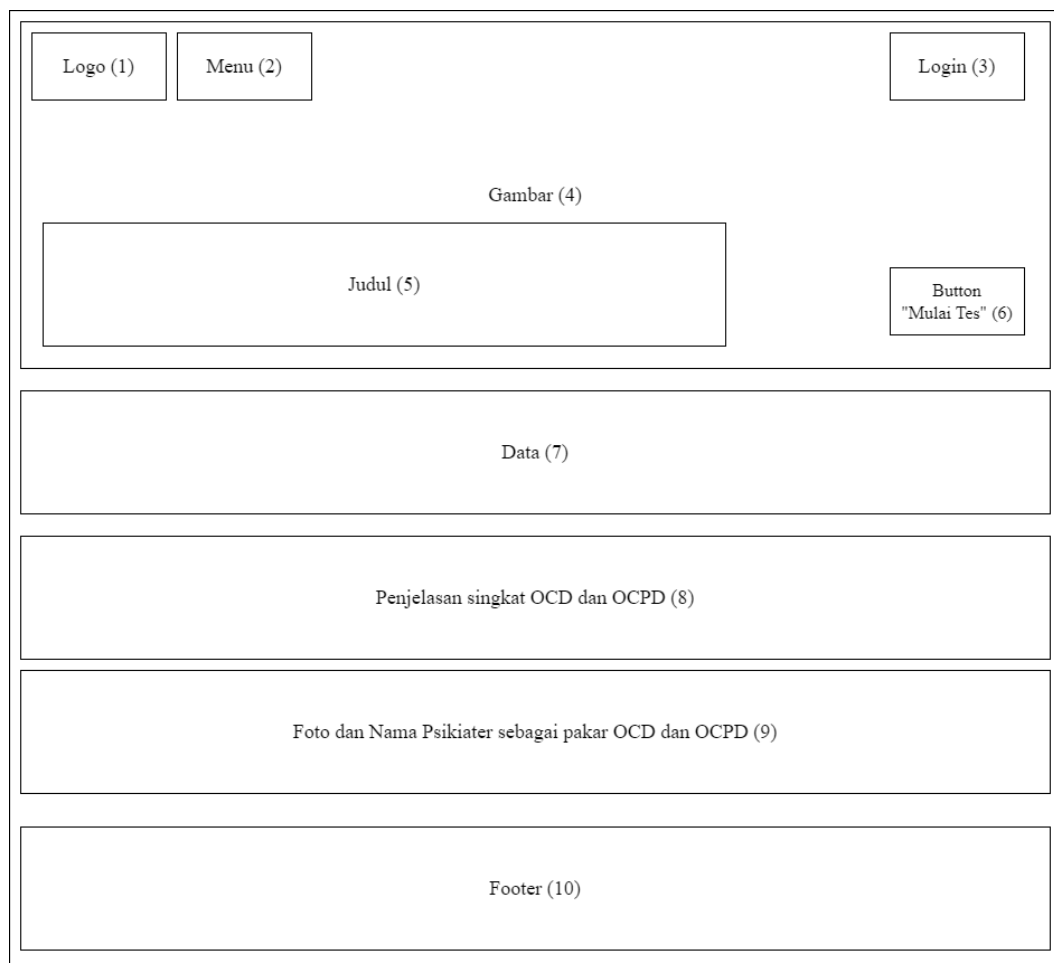 Logo (1)
Menu (2)
Login (3)
Gambar (4)
Judul (5)
Button
"Mulai Tes" (6)
Data (7)
Penjelasan singkat OCD dan OCPD (8)
Foto dan Nama Psikiater sebagai pakar OCD dan OCPD (9)
Footer (10)